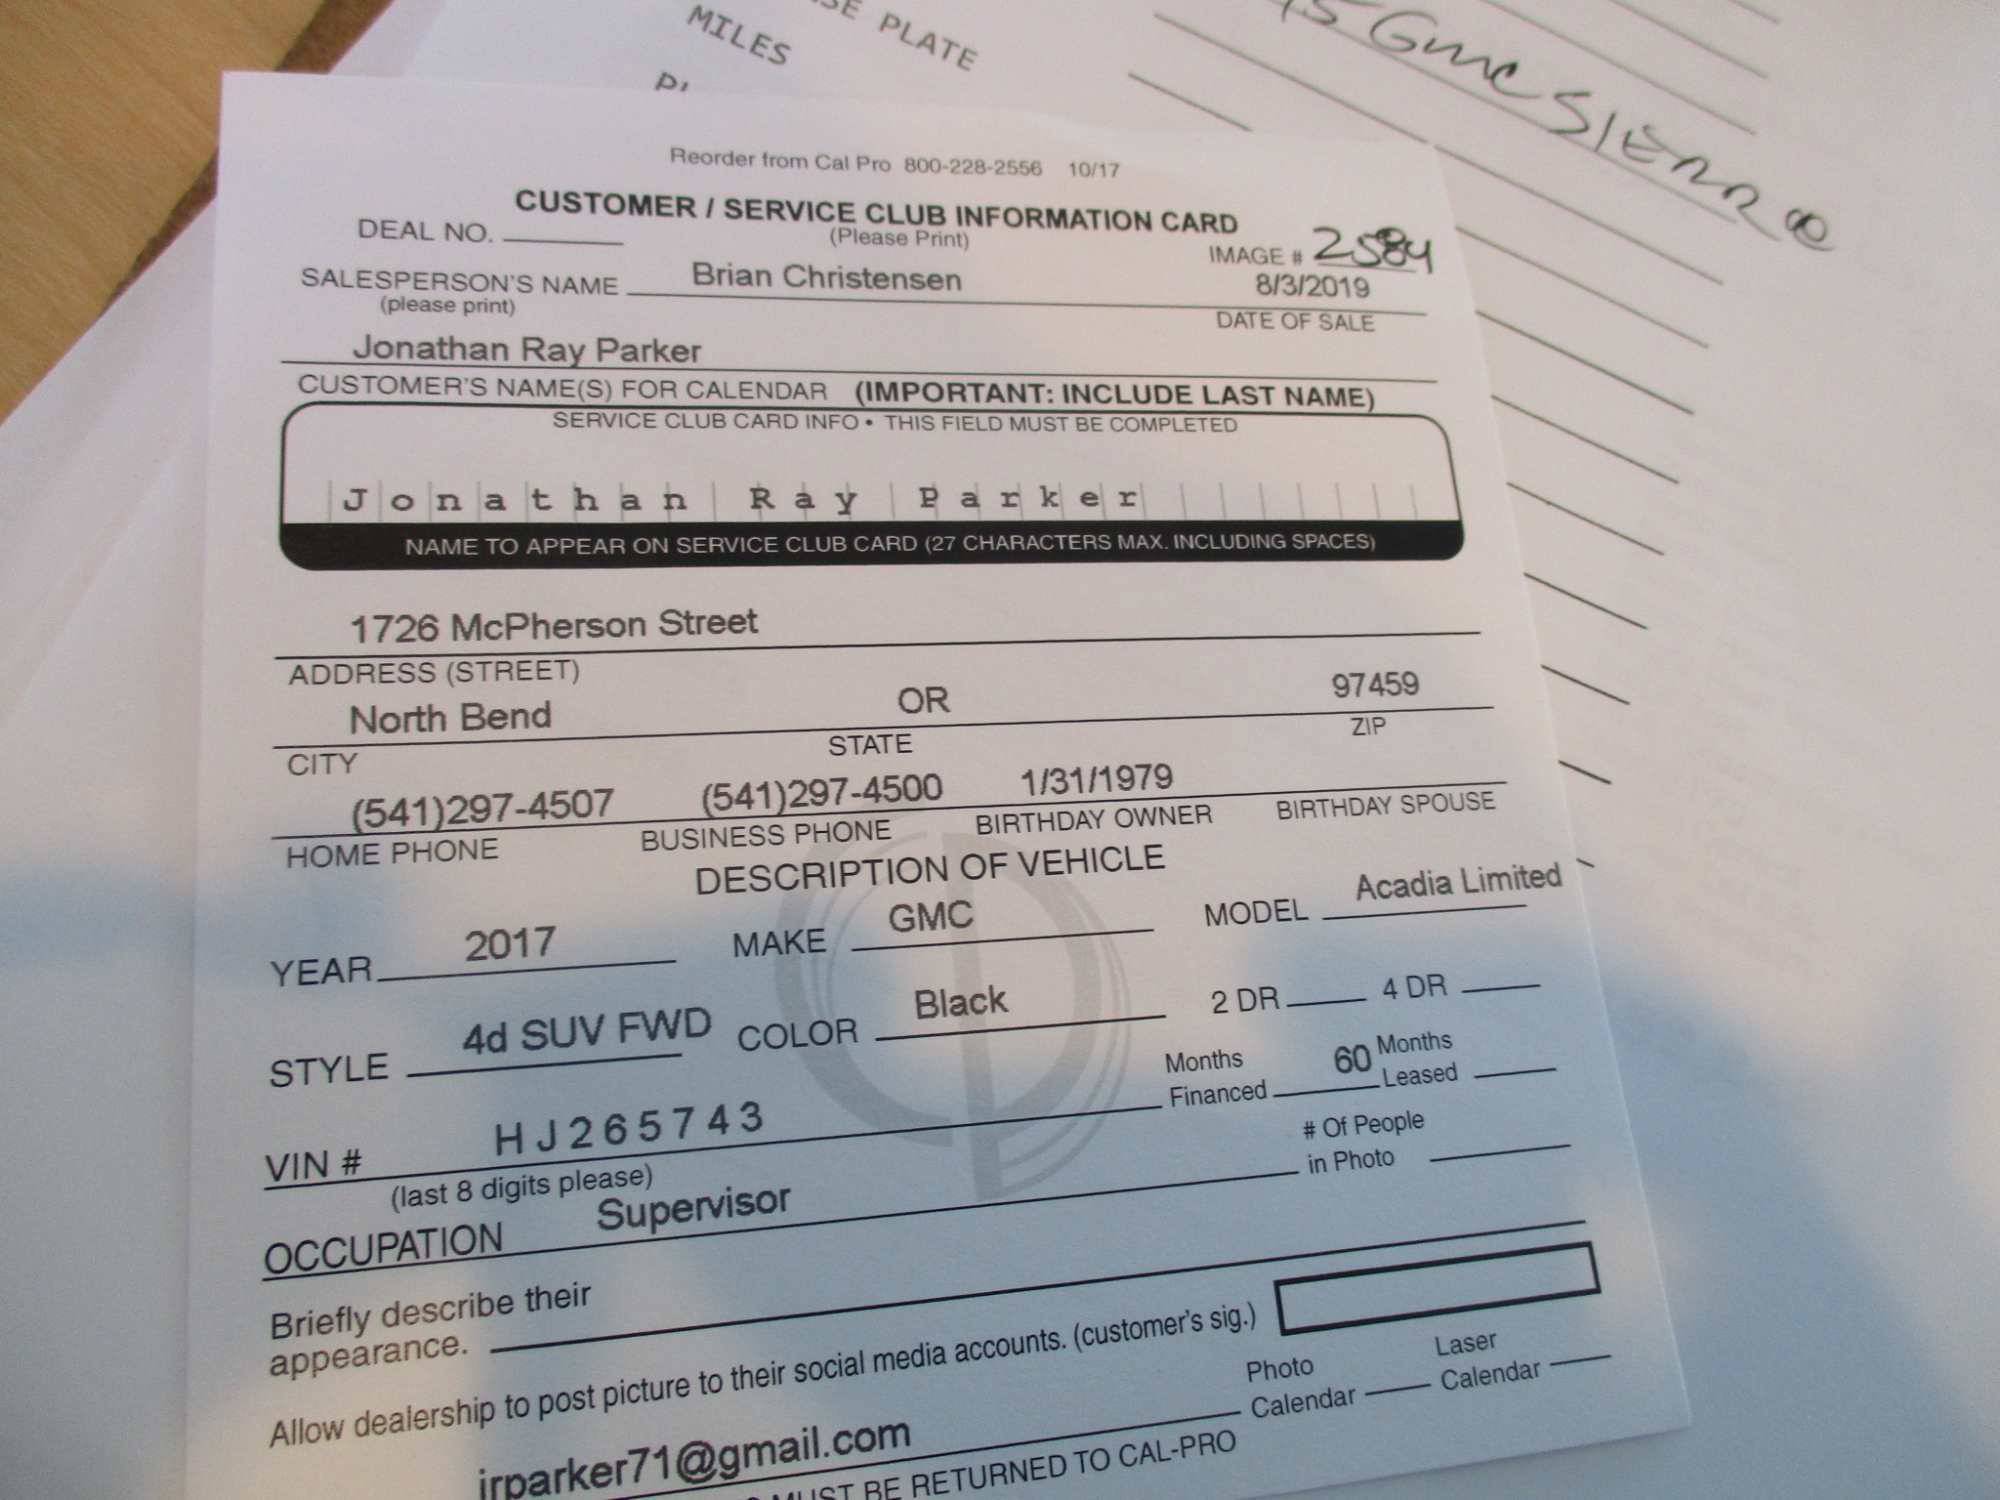 SE PLATE
MILES
GMC SIERRA
Reorder from Cal Pro 800-228-2556 10/17
CUSTOMER / SERVICE CLUB INFORMATION CARD
(Please Print)
DEAL NO.
IMAGE # 2584
SALESPERSON'S NAME Brian Christensen 8/3/2019
(please print) DATE OF SALE
Jonathan Ray Parker
CUSTOMER'S NAME(S) FOR CALENDAR (IMPORTANT: INCLUDE LAST NAME)
SERVICE CLUB CARD INFO • THIS FIELD MUST BE COMPLETED
Jonathan Ray Parker
NAME TO APPEAR ON SERVICE CLUB CARD (27 CHARACTERS MAX. INCLUDING SPACES)
1726 McPherson Street
ADDRESS (STREET)
North Bend OR 97459
CITY STATE ZIP
(541)297-4507 (541)297-4500 1/31/1979
HOME PHONE BUSINESS PHONE BIRTHDAY OWNER BIRTHDAY SPOUSE
DESCRIPTION OF VEHICLE
YEAR 2017 MAKE GMC MODEL Acadia Limited
STYLE 4d SUV FWD COLOR Black 2 DR 4 DR
VIN # HJ265743 Months Financed 60 Months Leased
(last 8 digits please)
OCCUPATION Supervisor # Of People in Photo
Briefly describe their
appearance.
Allow dealership to post picture to their social media accounts. (customer's sig.)
Photo Calendar Laser Calendar
jrparker71@gmail.com
MUST BE RETURNED TO CAL-PRO